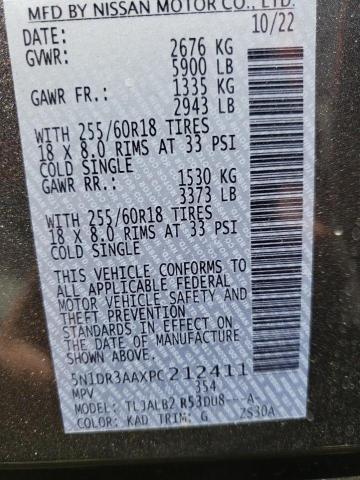 MFD BY NISSAN MOTOR CO., LTD.
DATE: 10/22
GVWR: 2676 KG
5900 LB
GAWR FR.: 1335 KG
2943 LB
WITH 255/60R18 TIRES
18 X 8.0 RIMS AT 33 PSI
COLD SINGLE
GAWR RR.: 1530 KG
3373 LB
WITH 255/60R18 TIRES
18 X 8.0 RIMS AT 33 PSI
COLD SINGLE
THIS VEHICLE CONFORMS TO
ALL APPLICABLE FEDERAL
MOTOR VEHICLE SAFETY AND
THEFT PREVENTION
STANDARDS IN EFFECT ON
THE DATE OF MANUFACTURE
SHOWN ABOVE.
5N1DR3AAXPC212411
MPV 354
MODEL: TLJALB2 R53DU8---A-
COLOR: KAD TRIM: G ZS30A